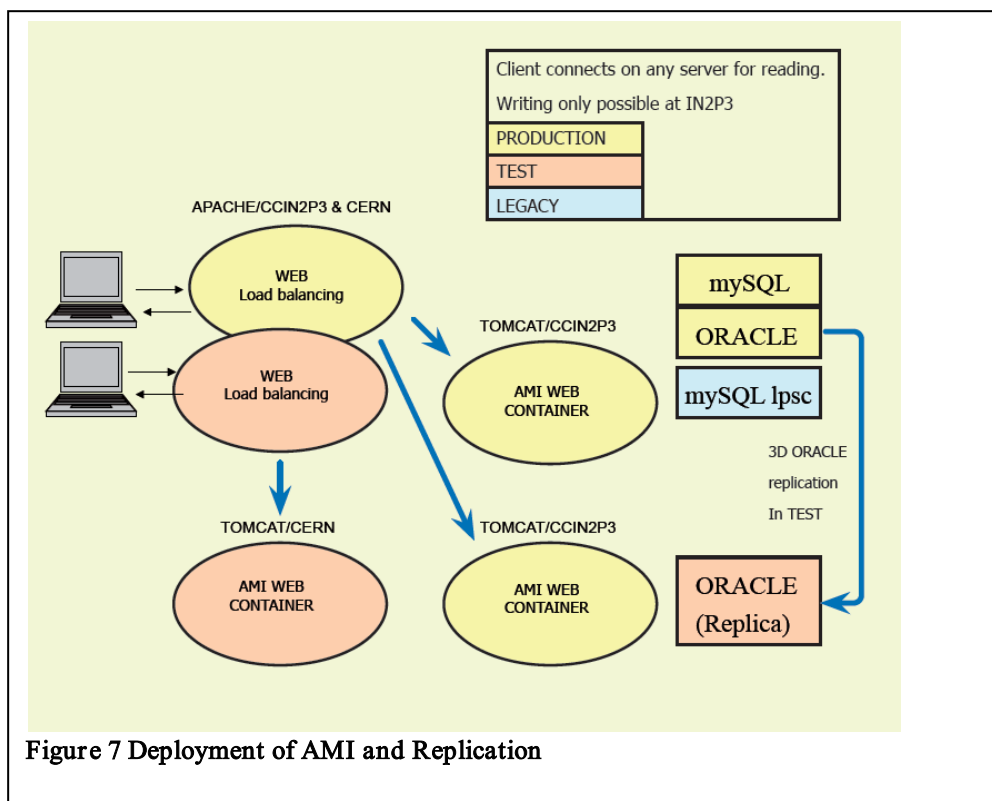 Client connects on any server for reading.
Writing only possible at IN2P3
PRODUCTION
TEST
LEGACY
APACHE/CCIN2P3 & CERN
WEB
Load balancing
WEB
Load balancing
TOMCAT/CCIN2P3
AMI WEB
CONTAINER
mySQL
ORACLE
mySQL lpsc
3D ORACLE
replication
In TEST
TOMCAT/CERN
AMI WEB
CONTAINER
TOMCAT/CCIN2P3
AMI WEB
CONTAINER
ORACLE
(Replica)
Figure 7 Deployment of AMI and Replication